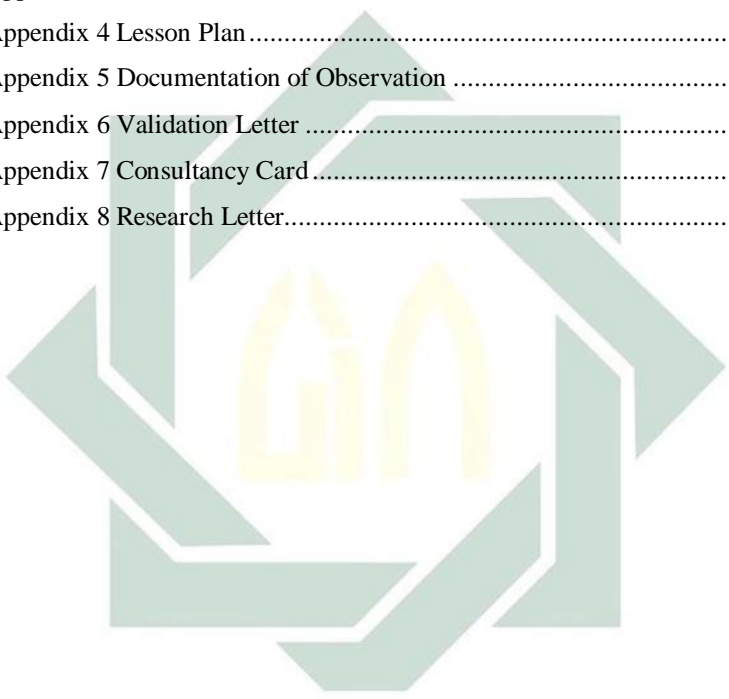 ppendix 4 Lesson Plan................................................................................
ppendix 5 Documentation of Observation ..............................................
ppendix 6 Validation Letter .......................................................................
ppendix 7 Consultancy Card......................................................................
ppendix 8 Research Letter..........................................................................